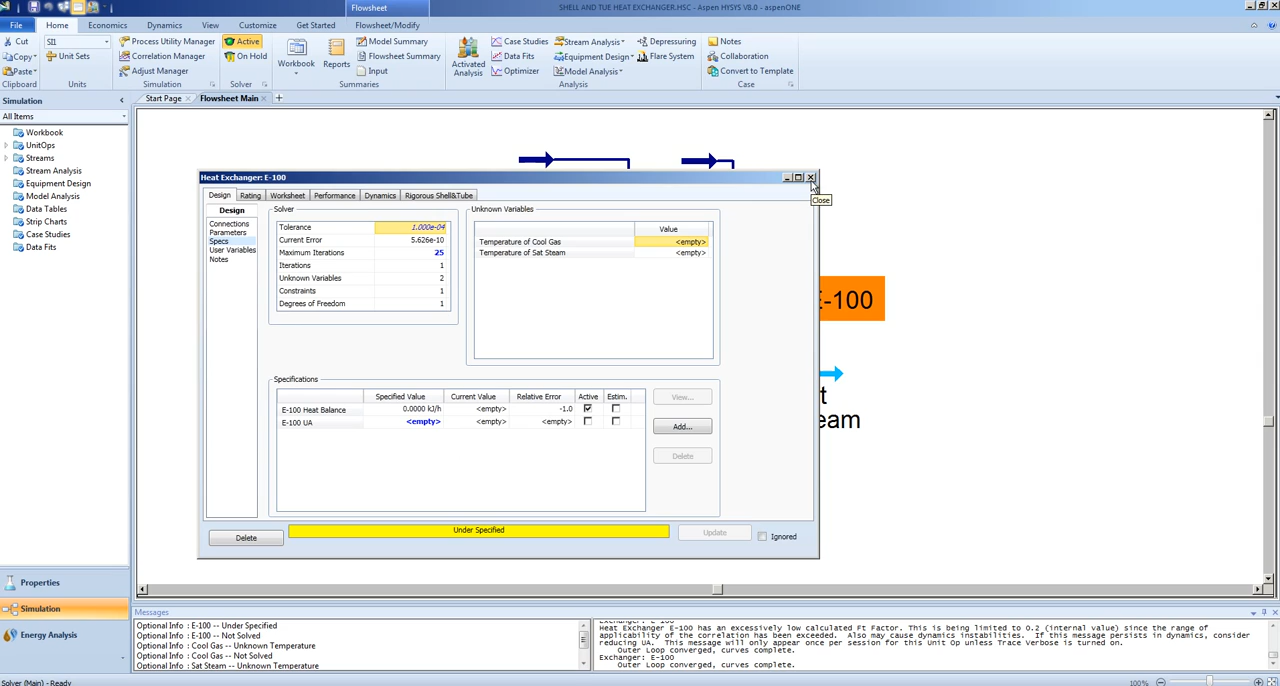 Flowsheet
SHELL AND TUE HEAT EXCHANGER.HSC - Aspen HYSYS V8.0 - aspenONE
File Home Economics Dynamics View Customize Get Started Flowsheet/Modify
Cut SI1 Process Utility Manager Active Model Summary Case Studies Stream Analysis Depressuring Notes
Copy Unit Sets Correlation Manager On Hold Flowsheet Summary Data Fits Equipment Design Flare System Collaboration
Paste Adjust Manager Workbook Reports Input Activated Analysis Optimizer Model Analysis Convert to Template
Clipboard Units Simulation Solver Summaries Analysis Case
Simulation Start Page Flowsheet Main
All Items
Workbook
UnitOps
Streams
Stream Analysis
Equipment Design
Model Analysis
Data Tables
Strip Charts
Case Studies
Data Fits
Heat Exchanger: E-100
Close
Design Rating Worksheet Performance Dynamics Rigorous Shell&Tube
Design
Connections
Parameters
Specs
User Variables
Notes
Solver
Tolerance 1.000e-04
Current Error 5.626e-10
Maximum Iterations 25
Iterations 1
Unknown Variables 2
Constraints 1
Degrees of Freedom 1
Unknown Variables
Value
Temperature of Cool Gas <empty>
Temperature of Sat Steam <empty>
Specifications
Specified Value Current Value Relative Error Active Estim.
E-100 Heat Balance 0.0000 kJ/h <empty> -1.0
E-100 UA <empty> <empty> <empty>
View...
Add...
Delete
Delete Under Specified Update Ignored
E-100
t
eam
Properties
Simulation
Energy Analysis
Messages
Optional Info : E-100 -- Under Specified
Optional Info : E-100 -- Not Solved
Optional Info : Cool Gas -- Unknown Temperature
Optional Info : Cool Gas -- Not Solved
Optional Info : Sat Steam -- Unknown Temperature
Exchanger: E-100
Heat Exchanger E-100 has an excessively low calculated Ft Factor. This is being limited to 0.2 (internal value) since the range of
applicability of the correlation has been exceeded. Also may cause dynamics instabilities. If this message persists in dynamics, consider
reducing UA. This message will only appear once per session for this Unit Op unless Trace Verbose is turned on.
Outer Loop converged, curves complete.
Exchanger: E-100
Outer Loop converged, curves complete.
Solver (Main) - Ready
100%